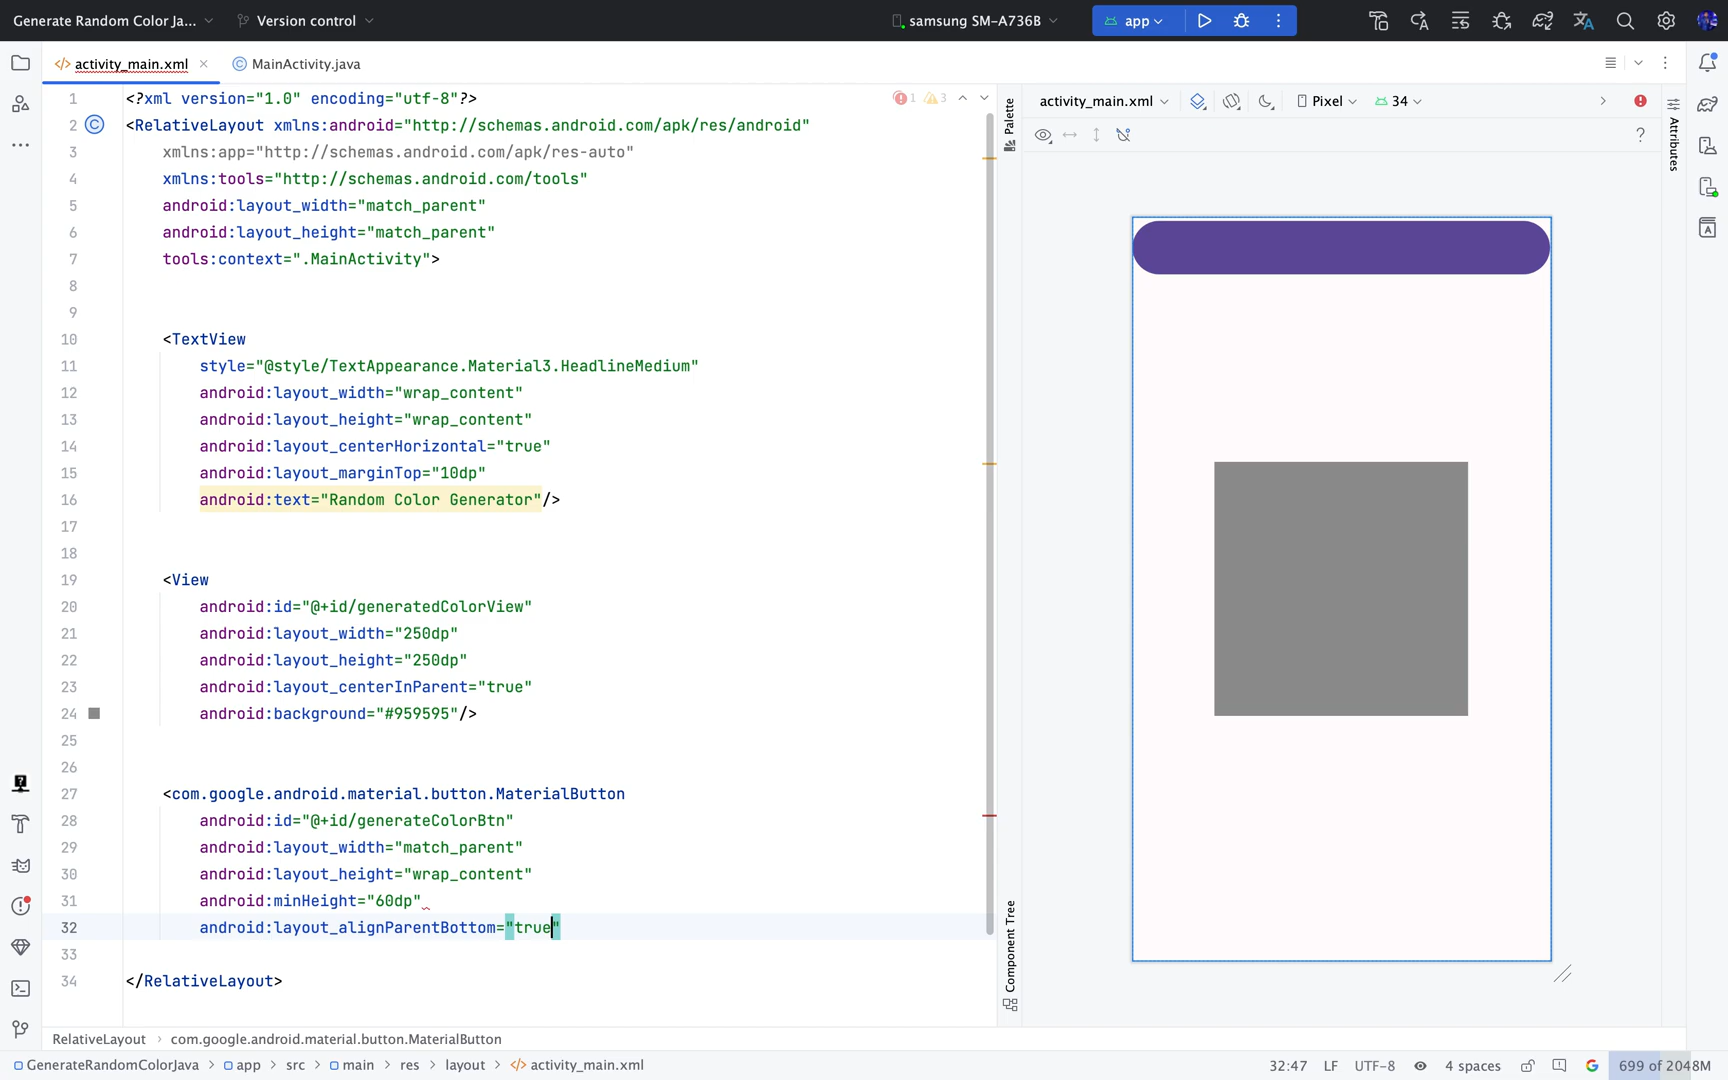 Generate Random Color Ja...
Version control
samsung SM-A736B
app
activity_main.xml
MainActivity.java
1 <?xml version="1.0" encoding="utf-8"?>
2 <RelativeLayout xmlns:android="http://schemas.android.com/apk/res/android"
3 xmlns:app="http://schemas.android.com/apk/res-auto"
4 xmlns:tools="http://schemas.android.com/tools"
5 android:layout_width="match_parent"
6 android:layout_height="match_parent"
7 tools:context=".MainActivity">
8
9
10 <TextView
11 style="@style/TextAppearance.Material3.HeadlineMedium"
12 android:layout_width="wrap_content"
13 android:layout_height="wrap_content"
14 android:layout_centerHorizontal="true"
15 android:layout_marginTop="10dp"
16 android:text="Random Color Generator"/>
17
18
19 <View
20 android:id="@+id/generatedColorView"
21 android:layout_width="250dp"
22 android:layout_height="250dp"
23 android:layout_centerInParent="true"
24 android:background="#959595"/>
25
26
27 <com.google.android.material.button.MaterialButton
28 android:id="@+id/generateColorBtn"
29 android:layout_width="match_parent"
30 android:layout_height="wrap_content"
31 android:minHeight="60dp"
32 android:layout_alignParentBottom="true"
33
34 </RelativeLayout>
1 3
Palette
Component Tree
activity_main.xml
Pixel
34
?
Attributes
RelativeLayout > com.google.android.material.button.MaterialButton
GenerateRandomColorJava > app > src > main > res > layout > activity_main.xml
32:47 LF UTF-8 4 spaces 699 of 2048M